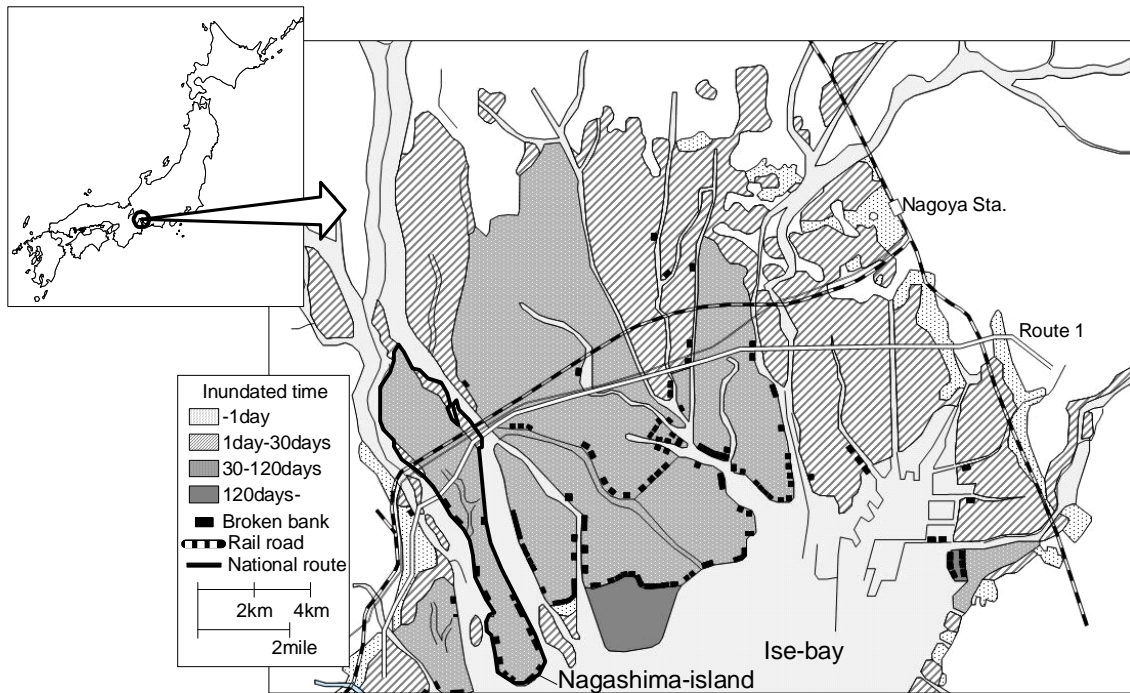 Nagoya Sta.
Route 1
Inundated time
-1day
1day-30days
30-120days
120days-
Broken bank
Rail road
National route
2km 4km
2mile
Ise-bay
Nagashima-island